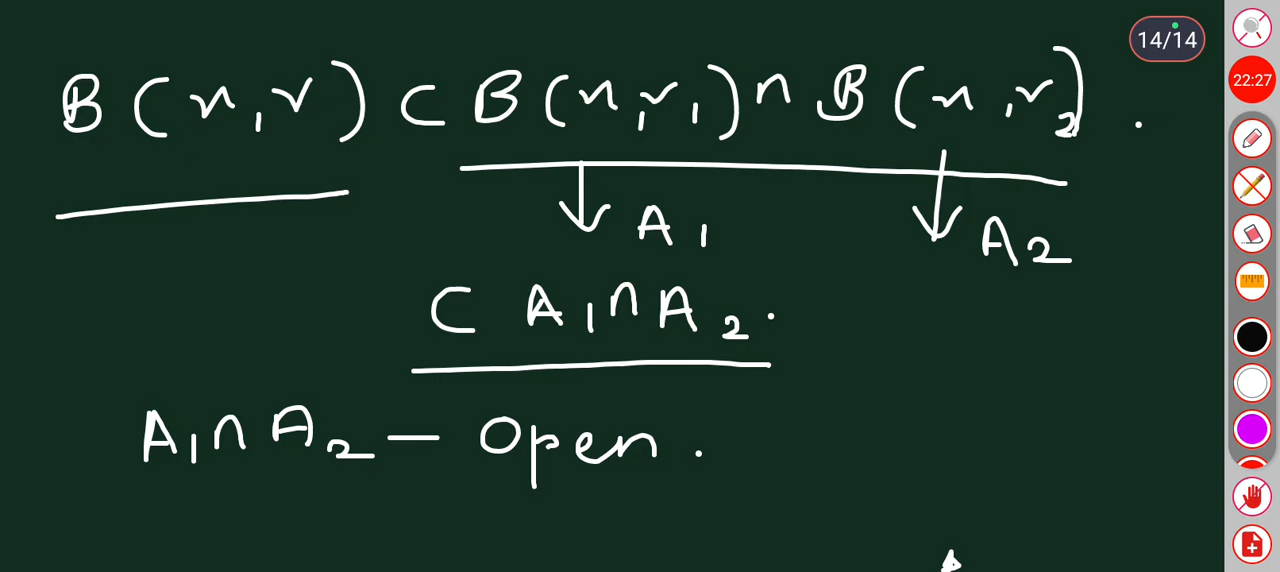 14/14
22:27
B(x,r) ⊂ B(x,r₁) ∩ B(x,r₂).
A₁ A₂
⊂ A₁∩A₂.
A₁∩A₂ — Open.